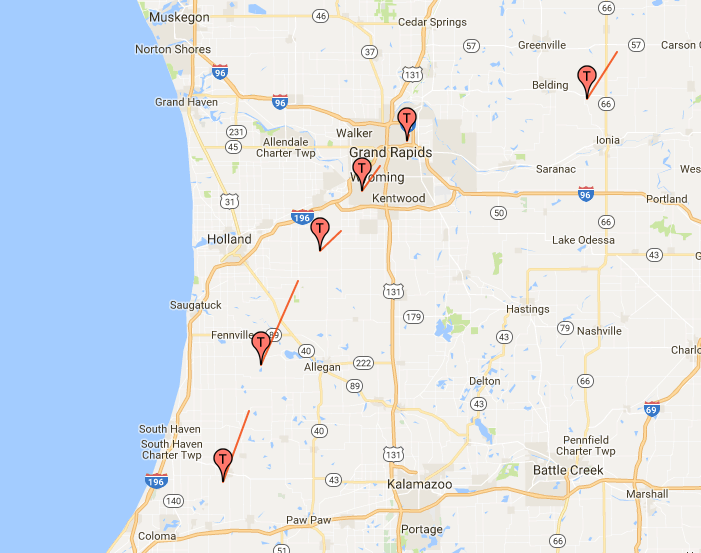 Muskegon
46
66
Cedar Springs
Norton Shores
37
57
Greenville
57
Carson C
96
131
T
Belding
Grand Haven
96
66
T
231
Walker
45
Allendale
Charter Twp
Grand Rapids
Ionia
T
Wyoming
Saranac
Wes
Kentwood
31
96
Portland
196
50
66
T
Holland
Lake Odessa
43
G
131
Saugatuck
179
Hastings
Fennville
89
43
79
Nashville
T
40
222
Charlo
Allegan
89
Delton
66
43
69
South Haven
40
South Haven
Charter Twp
T
131
Pennfield
Charter Twp
196
43
Kalamazoo
Battle Creek
140
Marshall
Paw Paw
Portage
Coloma
51
66